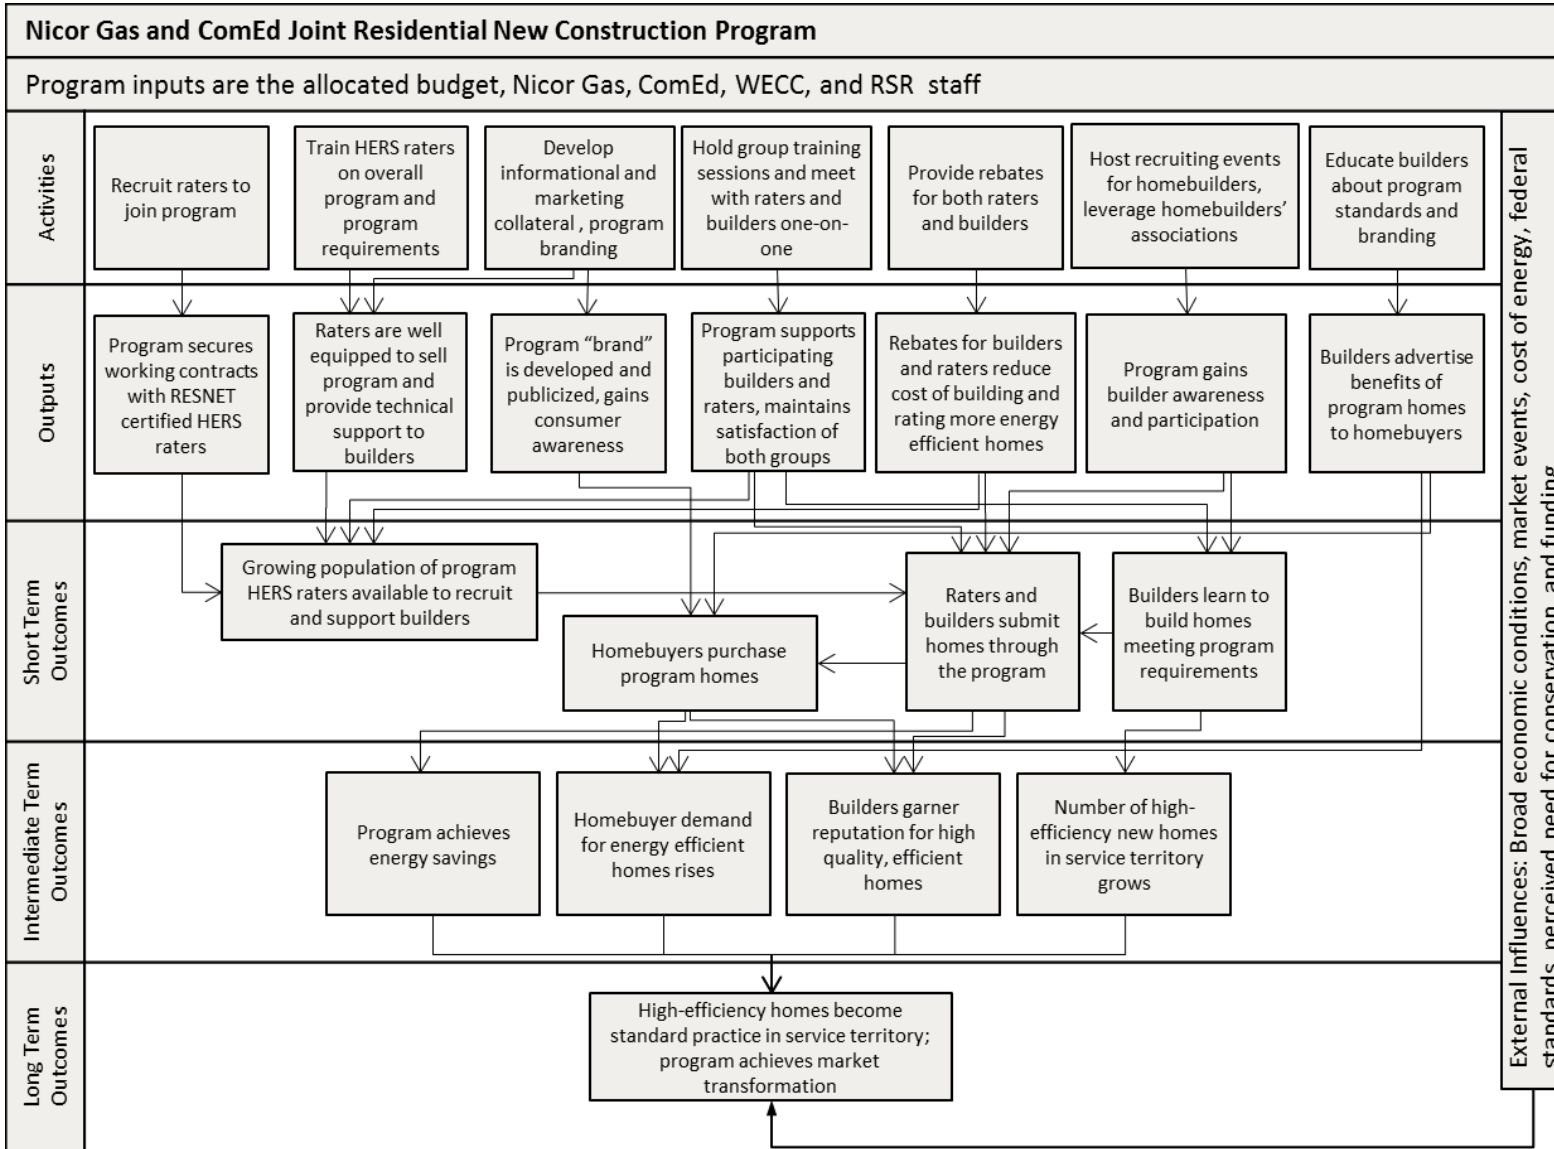 Nicor Gas and ComEd Joint Residential New Construction Program
Program inputs are the allocated budget, Nicor Gas, ComEd, WECC, and RSR staff
Activities
Recruit raters to
join program
Train HERS raters
on overall
program and
program
requirements
Develop
informational and
marketing
collateral , program
branding
Hold group training
sessions and meet
with raters and
builders one-on-
one
Provide rebates
for both raters
and builders
Host recruiting events
for homebuilders,
leverage homebuilders’
associations
Educate builders
about program
standards and
branding
Outputs
Program secures
working contracts
with RESNET
certified HERS
raters
Raters are well
equipped to sell
program and
provide technical
support to
builders
Program “brand”
is developed and
publicized, gains
consumer
awareness
Program supports
participating
builders and
raters, maintains
satisfaction of
both groups
Rebates for builders
and raters reduce
cost of building and
rating more energy
efficient homes
Program gains
builder awareness
and participation
Builders advertise
benefits of
program homes
to homebuyers
Short Term
Outcomes
Growing population of program
HERS raters available to recruit
and support builders
Homebuyers purchase
program homes
Raters and
builders submit
homes through
the program
Builders learn to
build homes
meeting program
requirements
Intermediate Term
Outcomes
Program achieves
energy savings
Homebuyer demand
for energy efficient
homes rises
Builders garner
reputation for high
quality, efficient
homes
Number of high-
efficiency new homes
in service territory
grows
Long Term
Outcomes
High-efficiency homes become
standard practice in service territory;
program achieves market
transformation
External Influences: Broad economic conditions, market events, cost of energy, federal
standards, perceived need for conservation, and funding